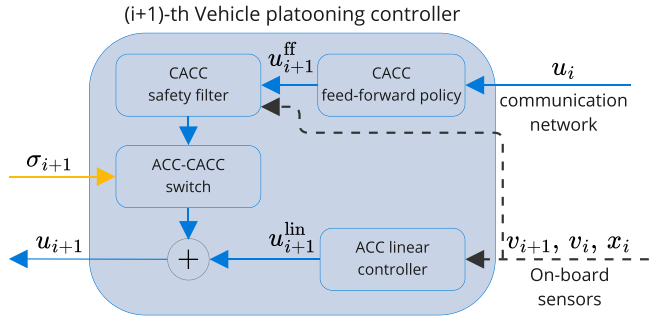 (i+1)-th Vehicle platooning controller
CACC
safety filter
u_{i+1}^{ff}
CACC
feed-forward policy
u_i
communication
network
σ_{i+1}
ACC-CACC
switch
u_{i+1}
+
u_{i+1}^{lin}
ACC linear
controller
v_{i+1}, v_i, x_i
On-board
sensors